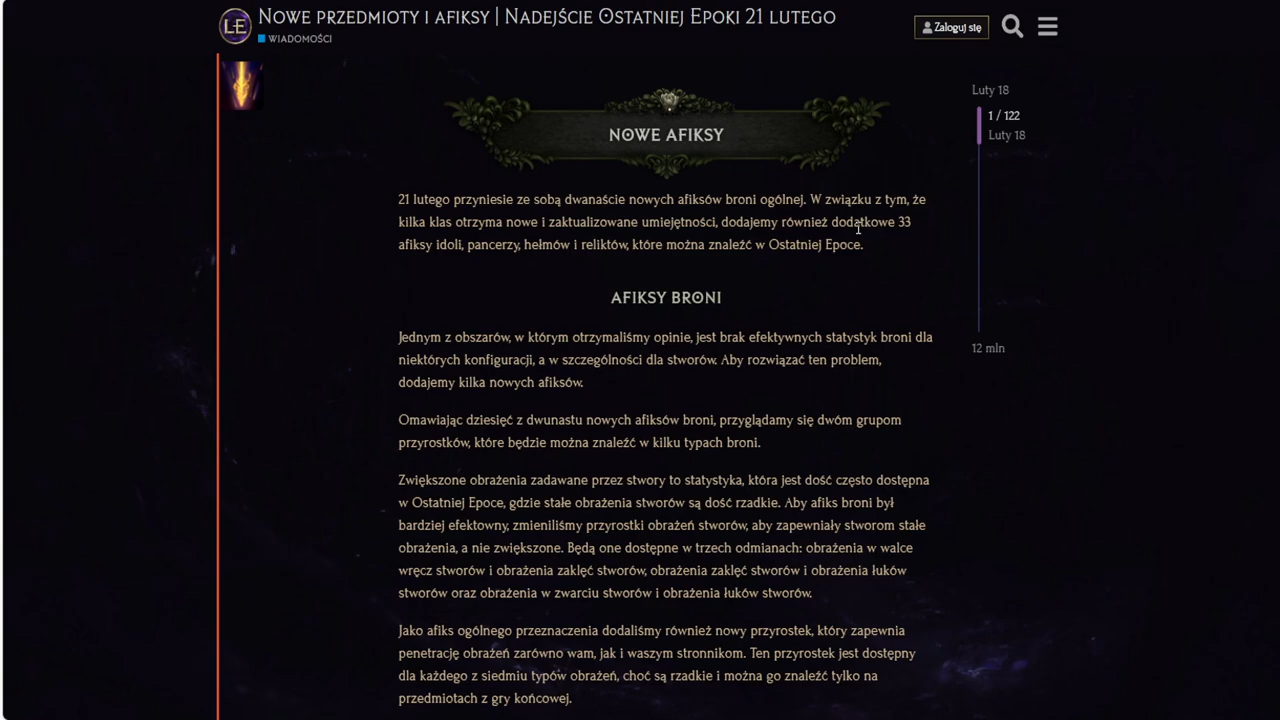 Nowe przedmioty i afiksy | Nadejście Ostatniej Epoki 21 lutego
LE
WIADOMOŚCI
Zaloguj się
NOWE AFIKSY
21 lutego przyniesie ze sobą dwanaście nowych afiksów broni ogólnej. W związku z tym, że
kilka klas otrzyma nowe i zaktualizowane umiejętności, dodajemy również dodatkowe 33
afiksy idoli, pancerzy, hełmów i reliktów, które można znaleźć w Ostatniej Epoce.
AFIKSY BRONI
Jednym z obszarów, w którym otrzymaliśmy opinie, jest brak efektywnych statystyk broni dla
niektórych konfiguracji, a w szczególności dla stworów. Aby rozwiązać ten problem,
dodajemy kilka nowych afiksów.
Omawiając dziesięć z dwunastu nowych afiksów broni, przyglądamy się dwóm grupom
przyrostków, które będzie można znaleźć w kilku typach broni.
Zwiększone obrażenia zadawane przez stwory to statystyka, która jest dość często dostępna
w Ostatniej Epoce, gdzie stałe obrażenia stworów są dość rzadkie. Aby afiks broni był
bardziej efektowny, zmieniliśmy przyrostki obrażeń stworów, aby zapewniały stworom stałe
obrażenia, a nie zwiększone. Będą one dostępne w trzech odmianach: obrażenia w walce
wręcz stworów i obrażenia zaklęć stworów, obrażenia zaklęć stworów i obrażenia łuków
stworów oraz obrażenia w zwarciu stworów i obrażenia łuków stworów.
Jako afiks ogólnego przeznaczenia dodaliśmy również nowy przyrostek, który zapewnia
penetrację obrażeń zarówno wam, jak i waszym stronnikom. Ten przyrostek jest dostępny
dla każdego z siedmiu typów obrażeń, choć są rzadkie i można go znaleźć tylko na
przedmiotach z gry końcowej.
Luty 18
1 / 122
Luty 18
12 mln